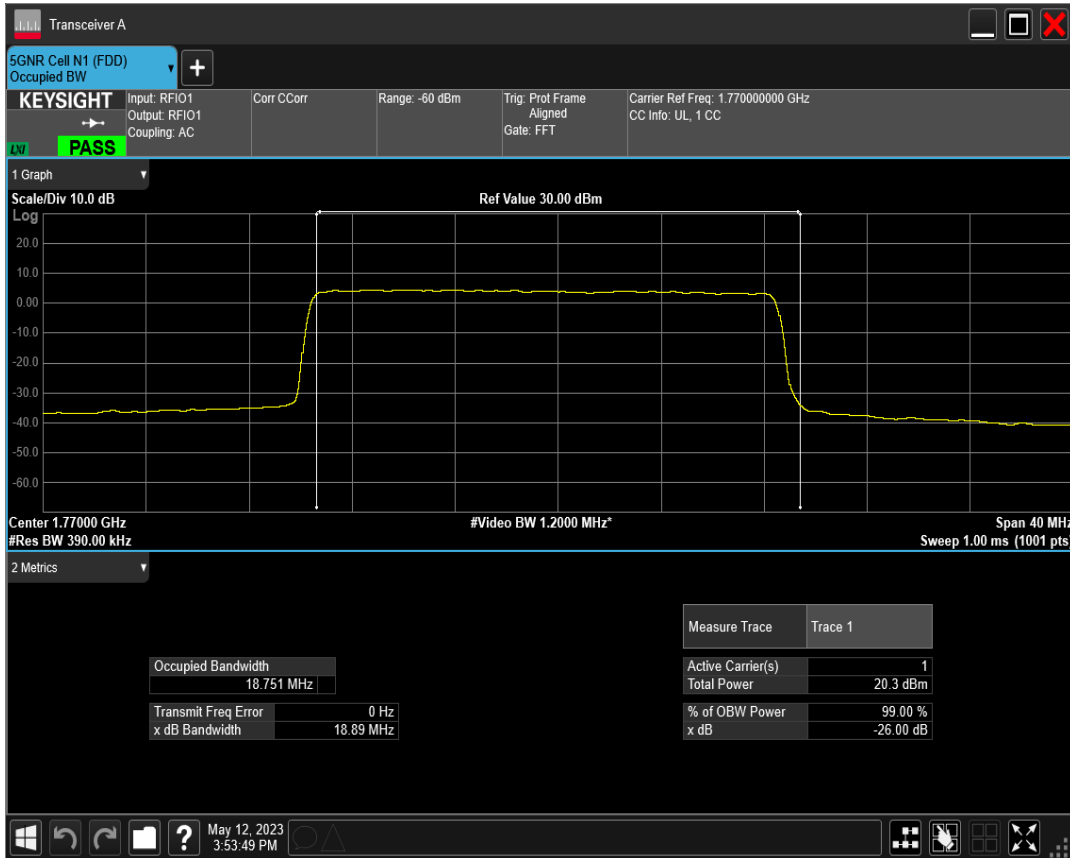 Transceiver A
5GNR Cell N1 (FDD)
Occupied BW
+
KEYSIGHT
LXI
PASS
Input: RFIO1
Output: RFIO1
Coupling: AC
Corr CCorr
Range: -60 dBm
Trig: Prot Frame
Aligned
Gate: FFT
Carrier Ref Freq: 1.770000000 GHz
CC Info: UL, 1 CC
1 Graph
Scale/Div 10.0 dB
Ref Value 30.00 dBm
Log
20.0
10.0
0.00
-10.0
-20.0
-30.0
-40.0
-50.0
-60.0
Center 1.77000 GHz
#Video BW 1.2000 MHz*
Span 40 MHz
#Res BW 390.00 kHz
Sweep 1.00 ms (1001 pts)
2 Metrics
Measure Trace Trace 1
Occupied Bandwidth
18.751 MHz
Active Carrier(s) 1
Total Power 20.3 dBm
Transmit Freq Error 0 Hz
x dB Bandwidth 18.89 MHz
% of OBW Power 99.00 %
x dB -26.00 dB
?
May 12, 2023
3:53:49 PM